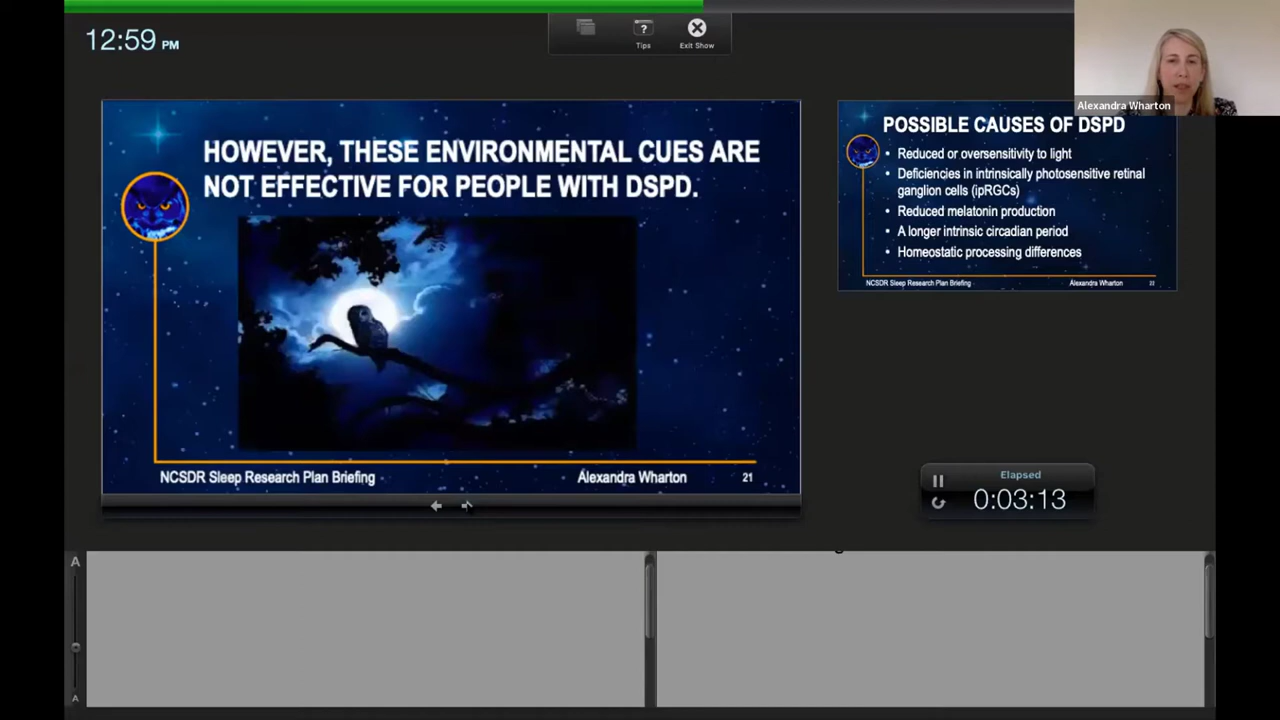 12:59 PM
?
Tips
Exit Show
Alexandra Wharton
HOWEVER, THESE ENVIRONMENTAL CUES ARE
NOT EFFECTIVE FOR PEOPLE WITH DSPD.
NCSDR Sleep Research Plan Briefing
Alexandra Wharton
21
POSSIBLE CAUSES OF DSPD
• Reduced or oversensitivity to light
• Deficiencies in intrinsically photosensitive retinal
ganglion cells (ipRGCs)
• Reduced melatonin production
• A longer intrinsic circadian period
• Homeostatic processing differences
NCSDR Sleep Research Plan Briefing
Alexandra Wharton
22
Elapsed
0:03:13
A
A